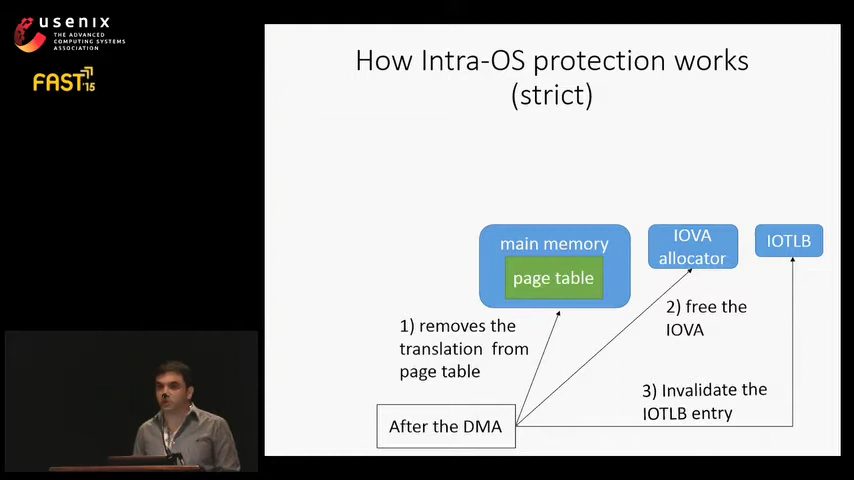 usenix
THE ADVANCED
COMPUTING SYSTEMS
ASSOCIATION
FAST'15
How Intra-OS protection works
(strict)
main memory
page table
IOVA
allocator
IOTLB
1) removes the
translation from
page table
2) free the
IOVA
3) Invalidate the
IOTLB entry
After the DMA